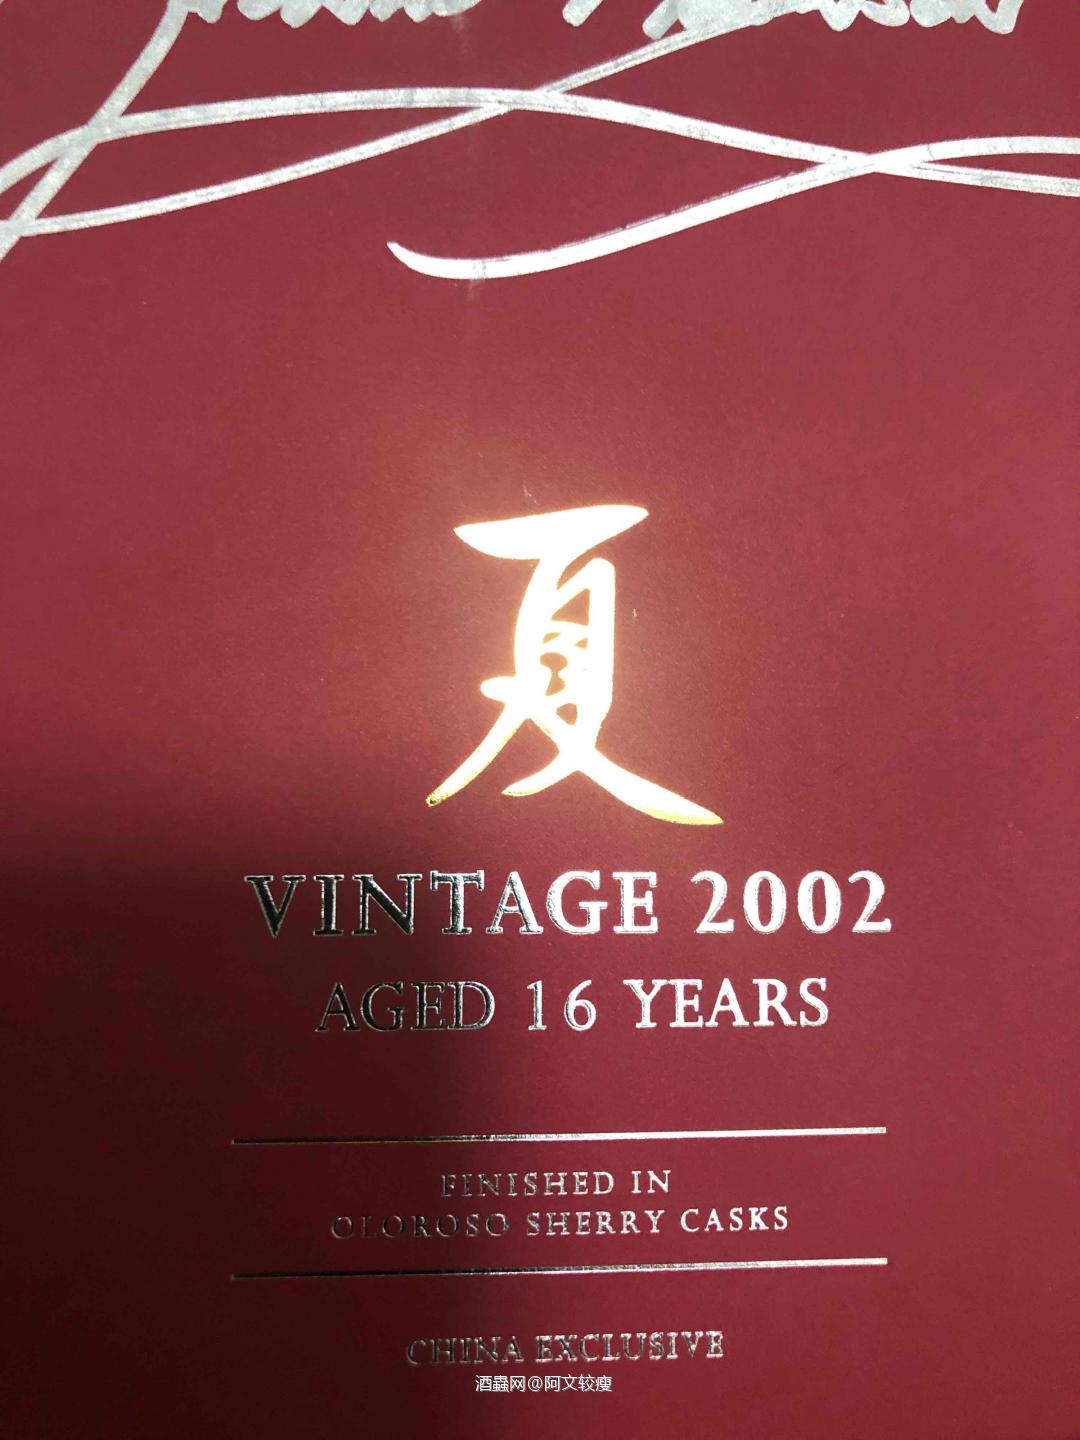 夏
VINTAGE 2002
AGED 16 YEARS
FINISHED IN
OLOROSO SHERRY CASKS
CHINA EXCLUSIVE
酒蟲网@阿文较瘦